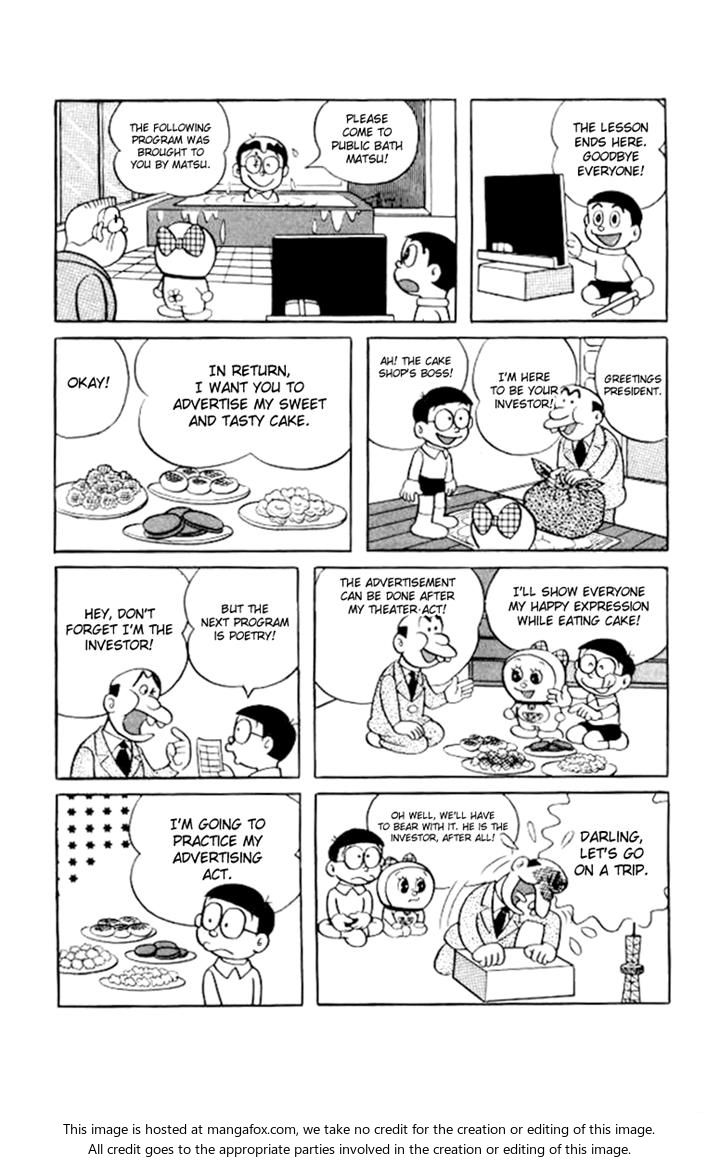 THE LESSON
ENDS HERE.
GOODBYE
EVERYONE!
PLEASE
COME TO
PUBLIC BATH
MATSU!
THE FOLLOWING
PROGRAM WAS
BROUGHT TO
YOU BY MATSU.
GREETINGS
PRESIDENT.
I'M HERE
TO BE YOUR
INVESTOR!
AH! THE CAKE
SHOP'S BOSS!
IN RETURN,
I WANT YOU TO
ADVERTISE MY SWEET
AND TASTY CAKE.
OKAY!
I'LL SHOW EVERYONE
MY HAPPY EXPRESSION
WHILE EATING CAKE!
THE ADVERTISEMENT
CAN BE DONE AFTER
MY THEATER ACT!
BUT THE
NEXT PROGRAM
IS POETRY!
HEY, DON'T
FORGET I'M THE
INVESTOR!
DARLING,
LET'S GO
ON A TRIP.
OH WELL, WE'LL HAVE
TO BEAR WITH IT. HE IS THE
INVESTOR, AFTER ALL!
I'M GOING TO
PRACTICE MY
ADVERTISING
ACT.
This image is hosted at mangafox.com, we take no credit for the creation or editing of this image.
All credit goes to the appropriate parties involved in the creation or editing of this image.